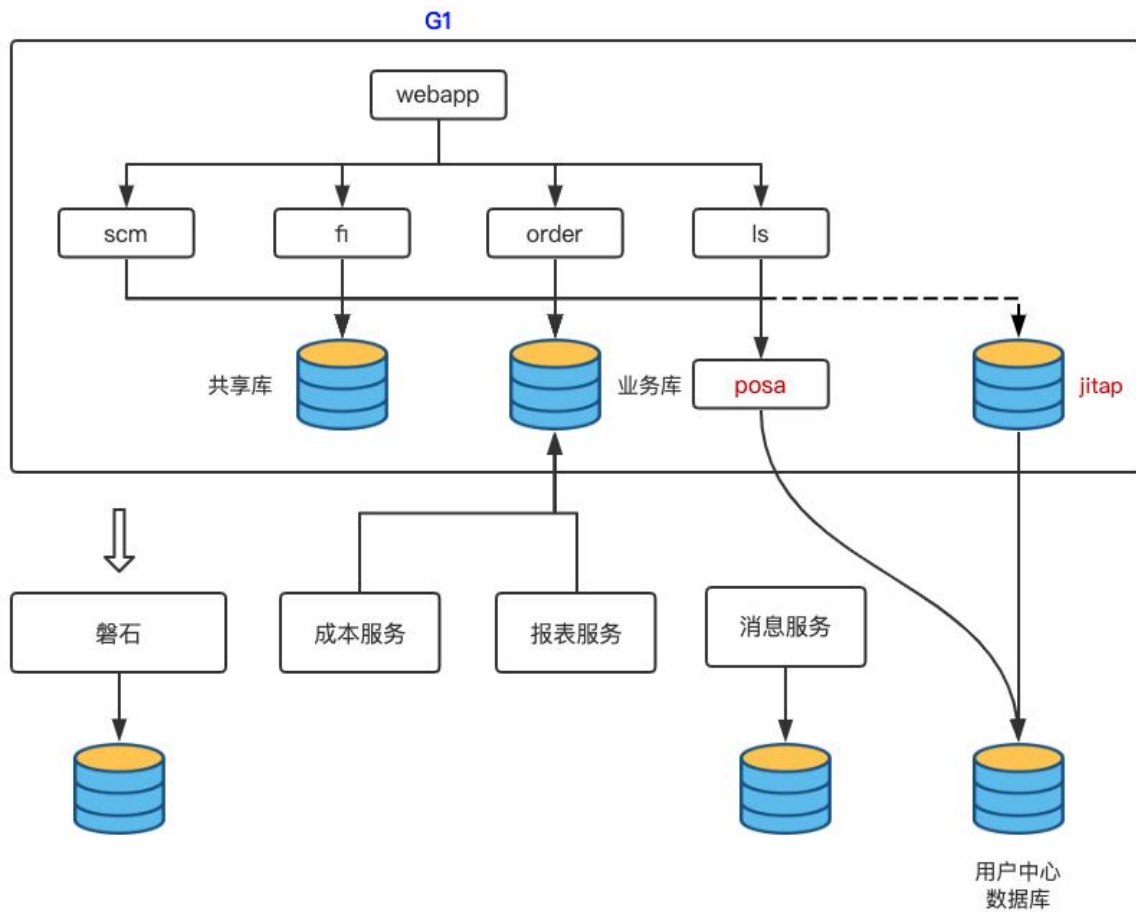 G1
webapp
scm
fi
order
ls
共享库
业务库
posa
jitap
磐石
成本服务
报表服务
消息服务
用户中心
数据库